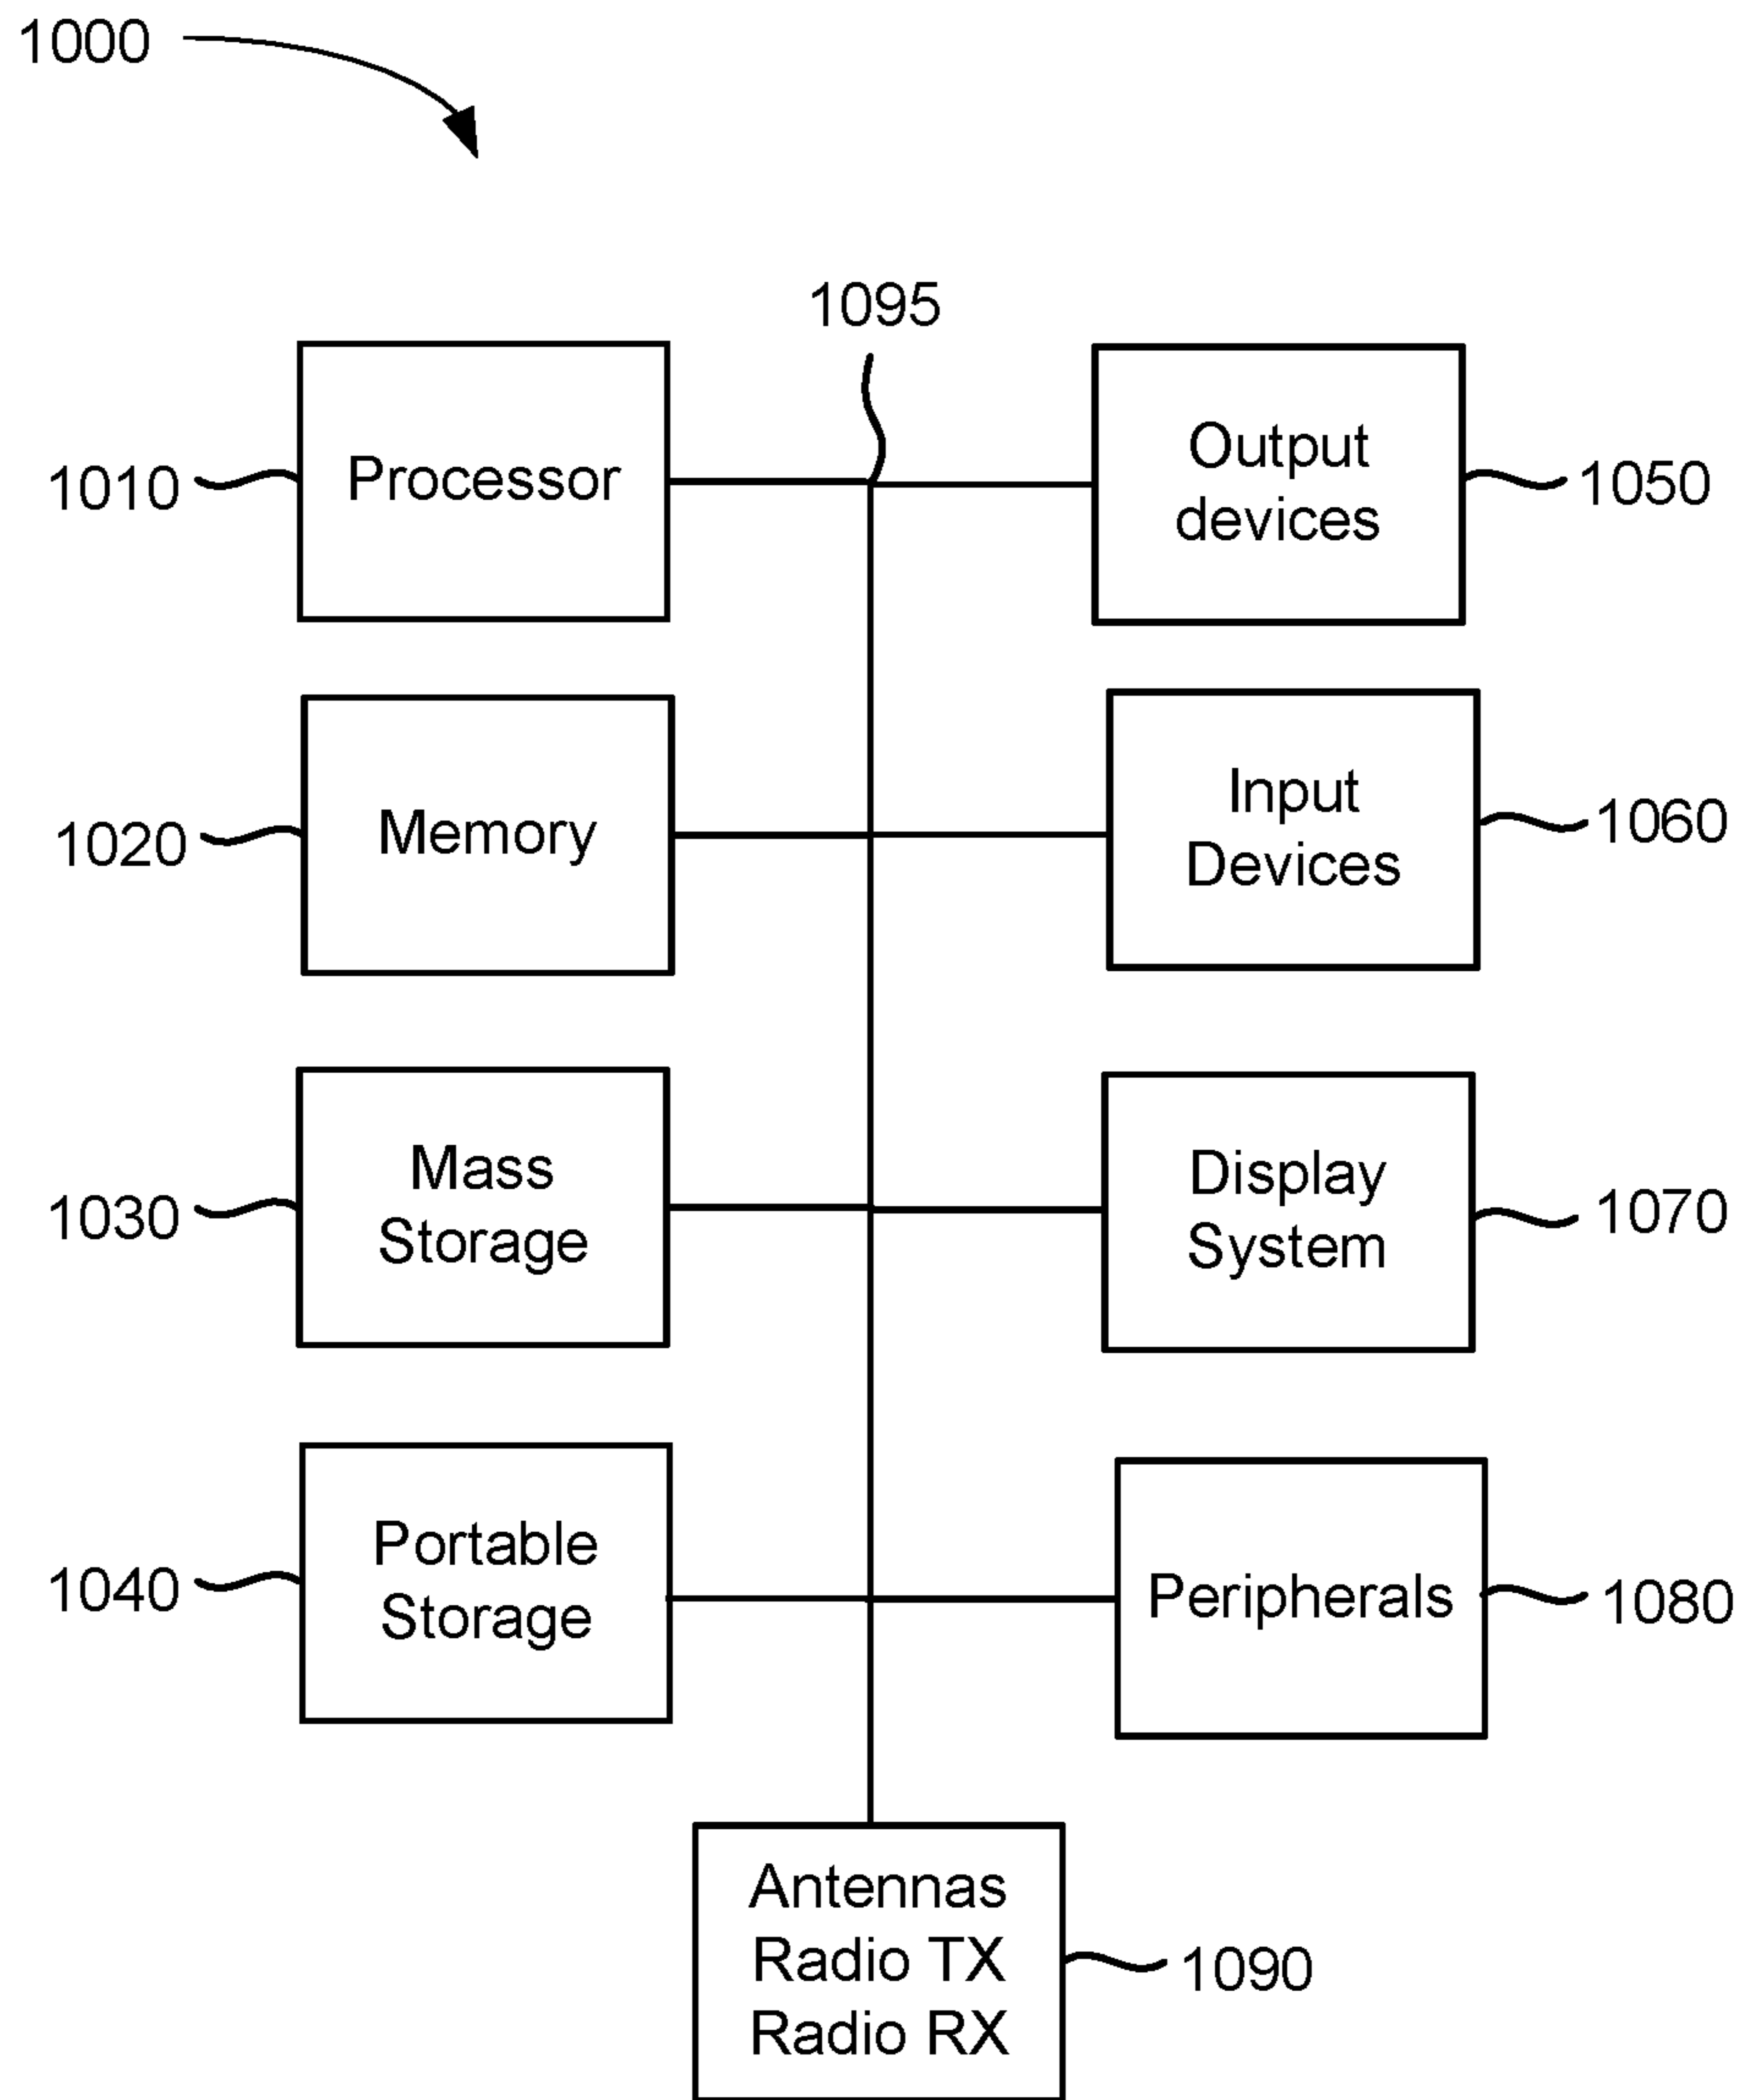 1000
1095
1010
Processor
Output
devices
1050
1020
Memory
Input
Devices
1060
1030
Mass
Storage
Display
System
1070
1040
Portable
Storage
Peripherals
1080
Antennas
Radio TX
Radio RX
1090